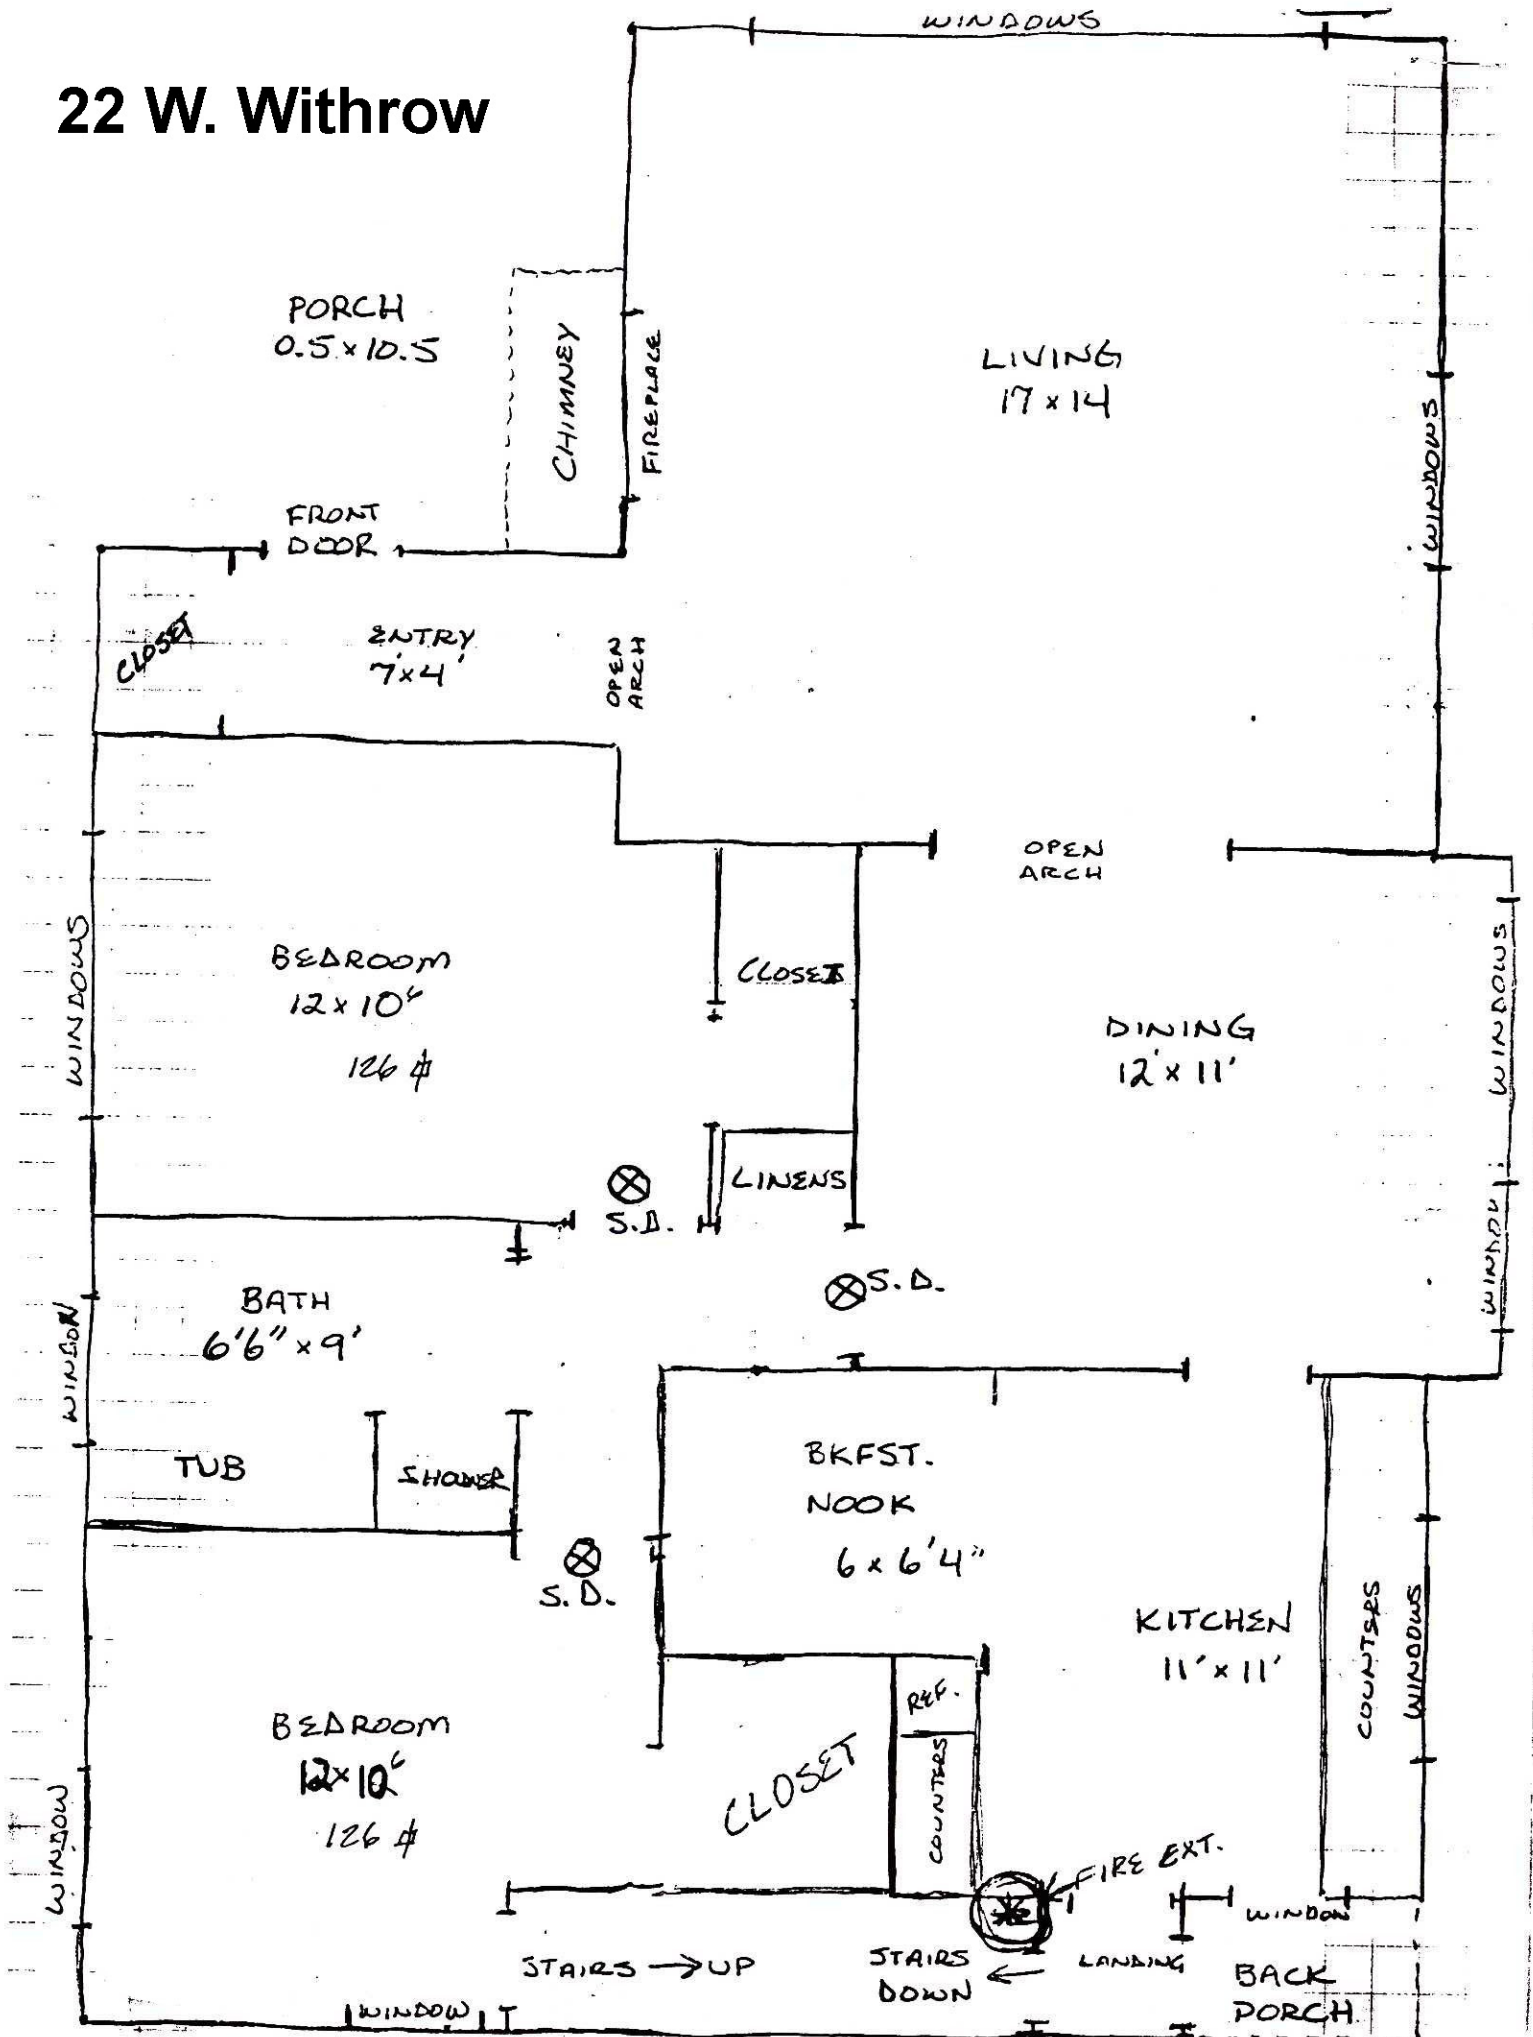 WINDOWS
22 W. Withrow
PORCH
0.5 x 10.5
CHIMNEY
FIREPLACE
LIVING
17 x 14
WINDOWS
FRONT
DOOR
CLOSET
ENTRY
7'x4'
OPEN
ARCH
OPEN
ARCH
WINDOWS
BEDROOM
12 x 10⁶
126 ⏍
CLOSET
DINING
12' x 11'
WINDOWS
LINENS
S.D.
S.D.
WINDOW
BATH
6'6" x 9'
WINDOW
TUB
SHOWER
S.D.
BKFST.
NOOK
6 x 6'4"
KITCHEN
11' x 11'
COUNTERS
WINDOWS
BEDROOM
12x10⁶
126 ⏍
WINDOW
CLOSET
REF.
COUNTERS
FIRE EXT.
WINDOW
STAIRS → UP
STAIRS
DOWN ←
LANDING
BACK
PORCH
WINDOW